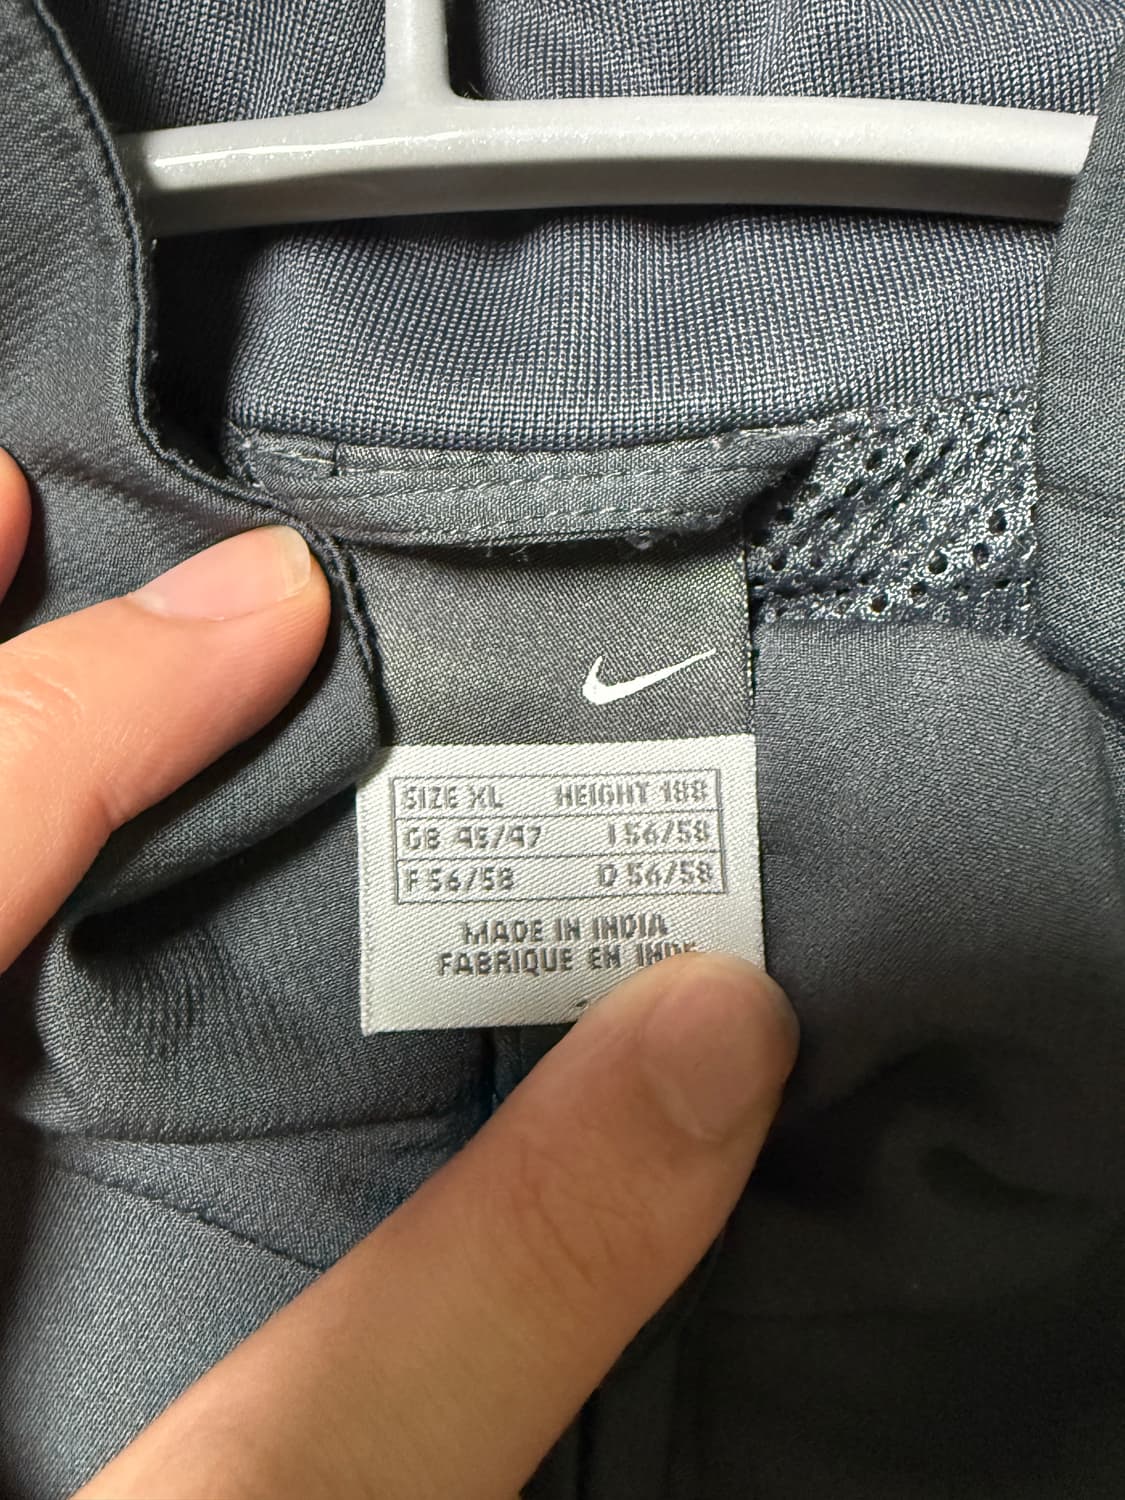 SIZE XL HEIGHT 188
GB 45/47 I 56/58
F 56/58 D 56/58
MADE IN INDIA
FABRIQUE EN INDE